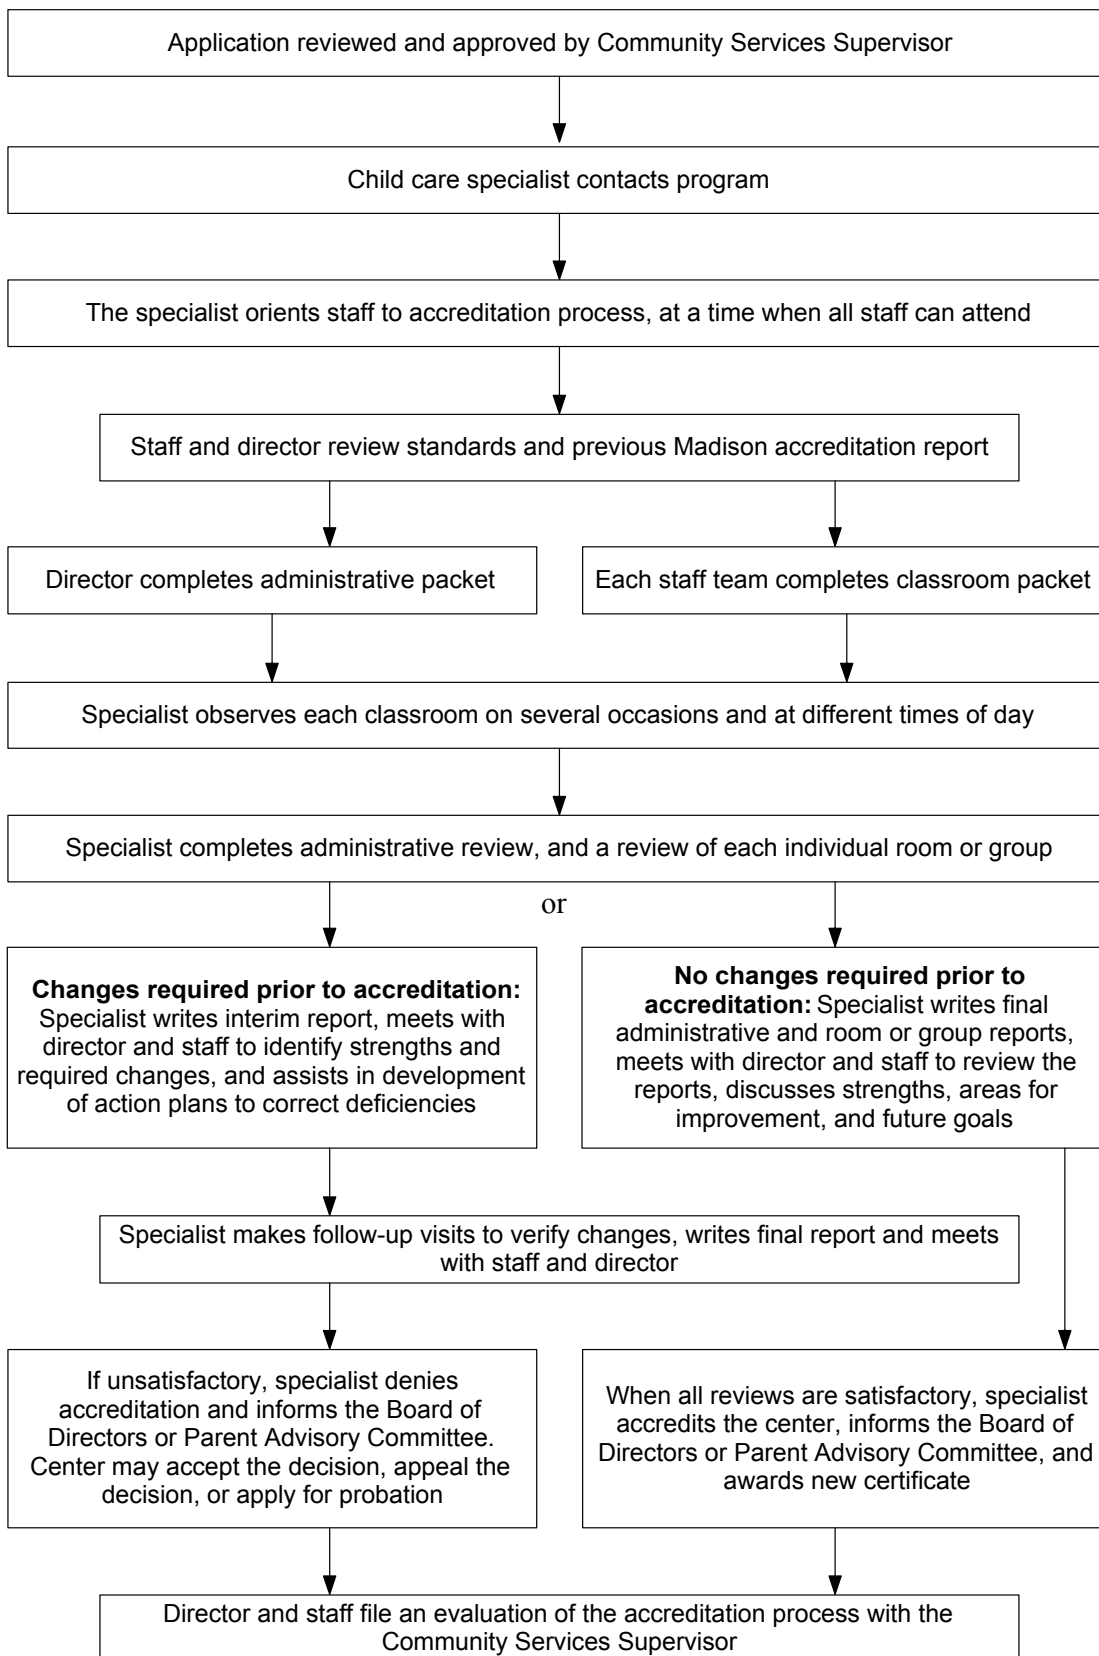 Application reviewed and approved by Community Services Supervisor
Child care specialist contacts program
The specialist orients staff to accreditation process, at a time when all staff can attend
Staff and director review standards and previous Madison accreditation report
Director completes administrative packet
Each staff team completes classroom packet
Specialist observes each classroom on several occasions and at different times of day
Specialist completes administrative review, and a review of each individual room or group
or
Changes required prior to accreditation:
Specialist writes interim report, meets with
director and staff to identify strengths and
required changes, and assists in development
of action plans to correct deficiencies
No changes required prior to
accreditation: Specialist writes final
administrative and room or group reports,
meets with director and staff to review the
reports, discusses strengths, areas for
improvement, and future goals
Specialist makes follow-up visits to verify changes, writes final report and meets
with staff and director
If unsatisfactory, specialist denies
accreditation and informs the Board of
Directors or Parent Advisory Committee.
Center may accept the decision, appeal the
decision, or apply for probation
When all reviews are satisfactory, specialist
accredits the center, informs the Board of
Directors or Parent Advisory Committee, and
awards new certificate
Director and staff file an evaluation of the accreditation process with the
Community Services Supervisor